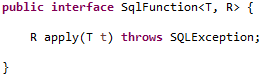 public interface SqlFunction<T, R> {
R apply(T t) throws SQLException;
}